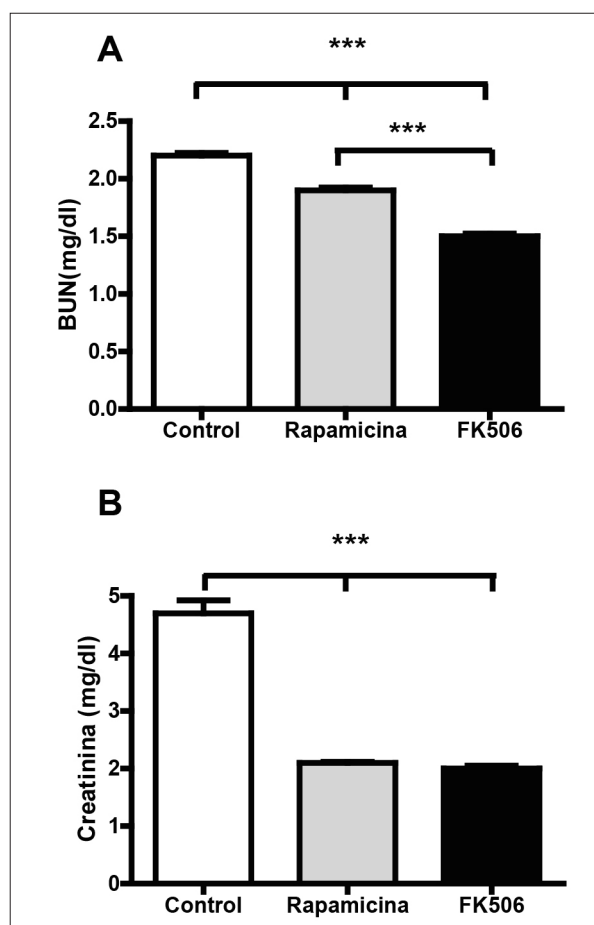 A
***
***
BUN(mg/dl)
2.5
2.0
1.5
1.0
0.5
0.0
Control Rapamicina FK506
B
***
Creatinina (mg/dl)
5
4
3
2
1
0
Control Rapamicina FK506